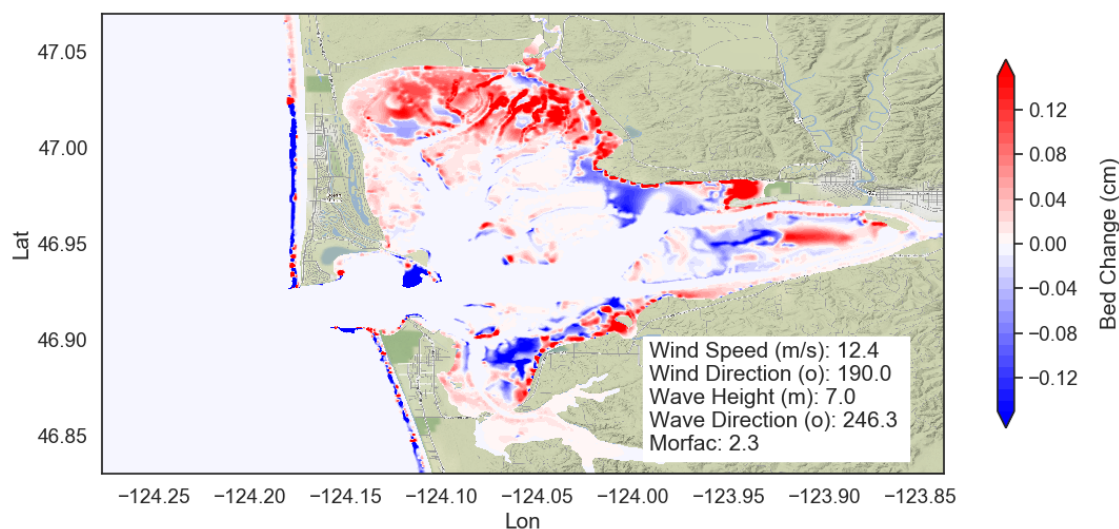 47.05
47.00
46.95
46.90
46.85
Lat
−124.25
−124.20
−124.15
−124.10
−124.05
−124.00
−123.95
−123.90
−123.85
Lon
Wind Speed (m/s): 12.4
Wind Direction (o): 190.0
Wave Height (m): 7.0
Wave Direction (o): 246.3
Morfac: 2.3
0.12
0.08
0.04
0.00
−0.04
−0.08
−0.12
Bed Change (cm)